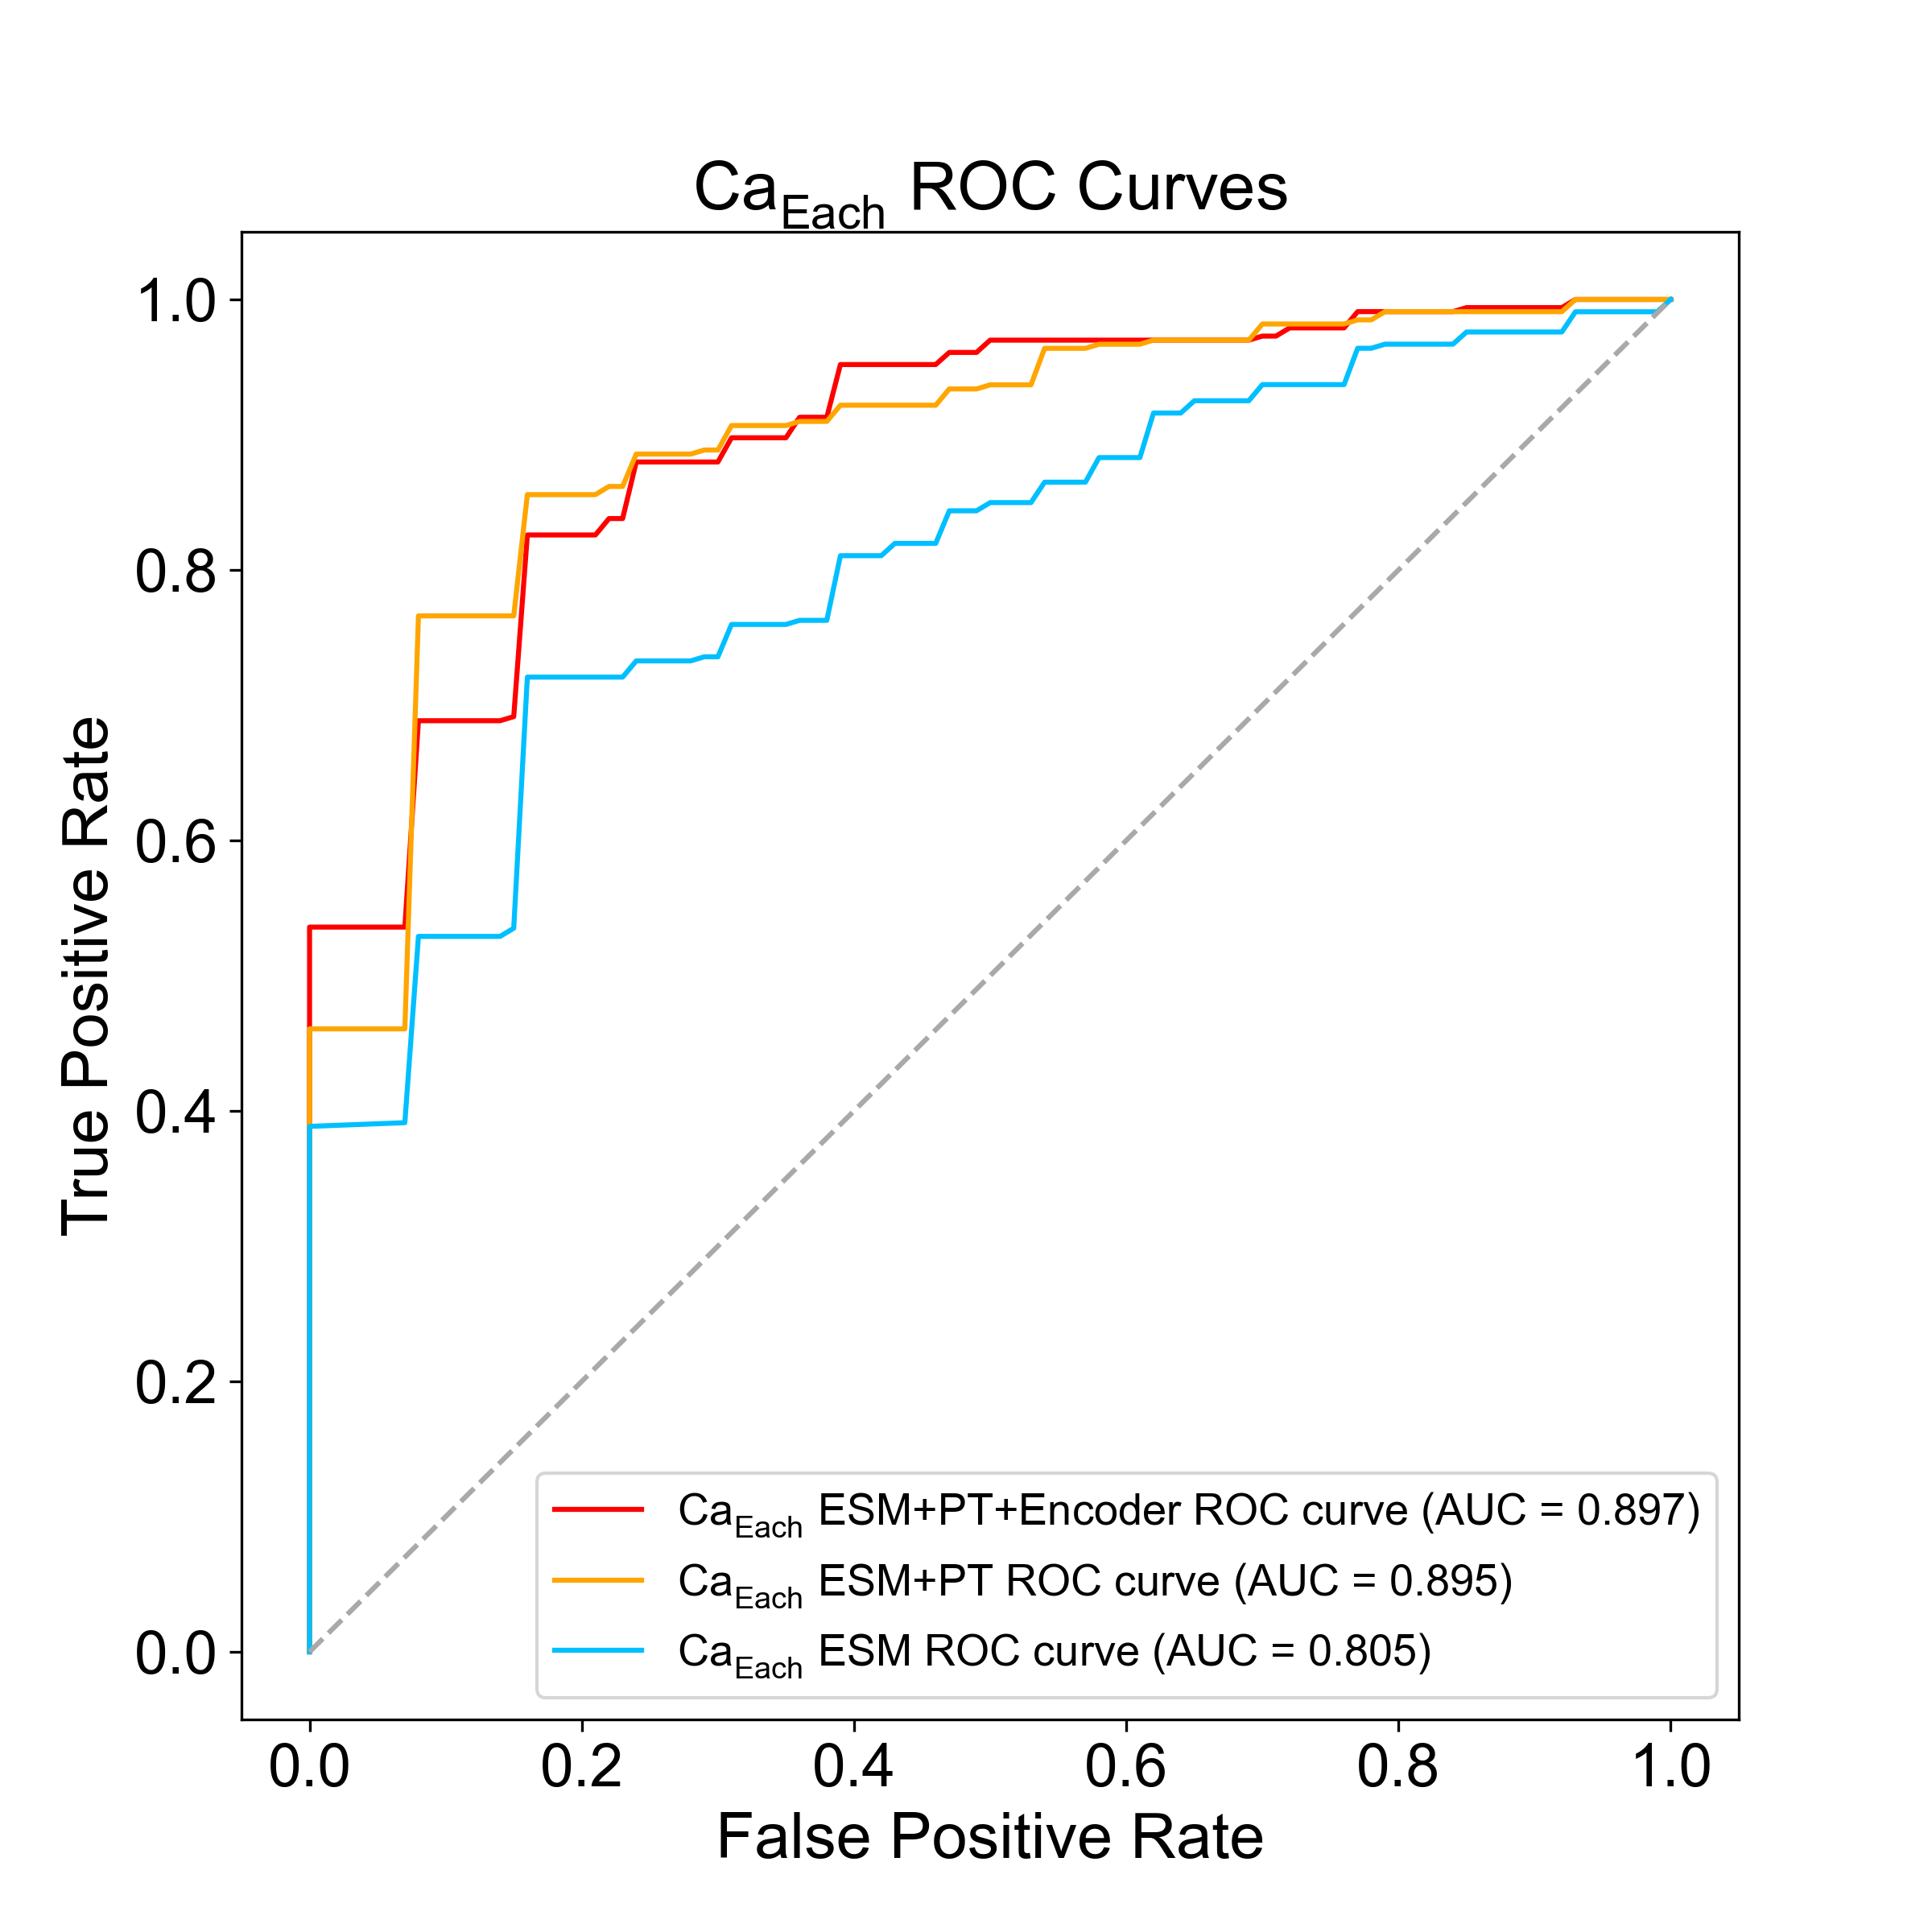 Ca_Each ROC Curves
1.0
0.8
0.6
0.4
0.2
0.0
True Positive Rate
Ca_Each ESM+PT+Encoder ROC curve (AUC = 0.897)
Ca_Each ESM+PT ROC curve (AUC = 0.895)
Ca_Each ESM ROC curve (AUC = 0.805)
0.0 0.2 0.4 0.6 0.8 1.0
False Positive Rate